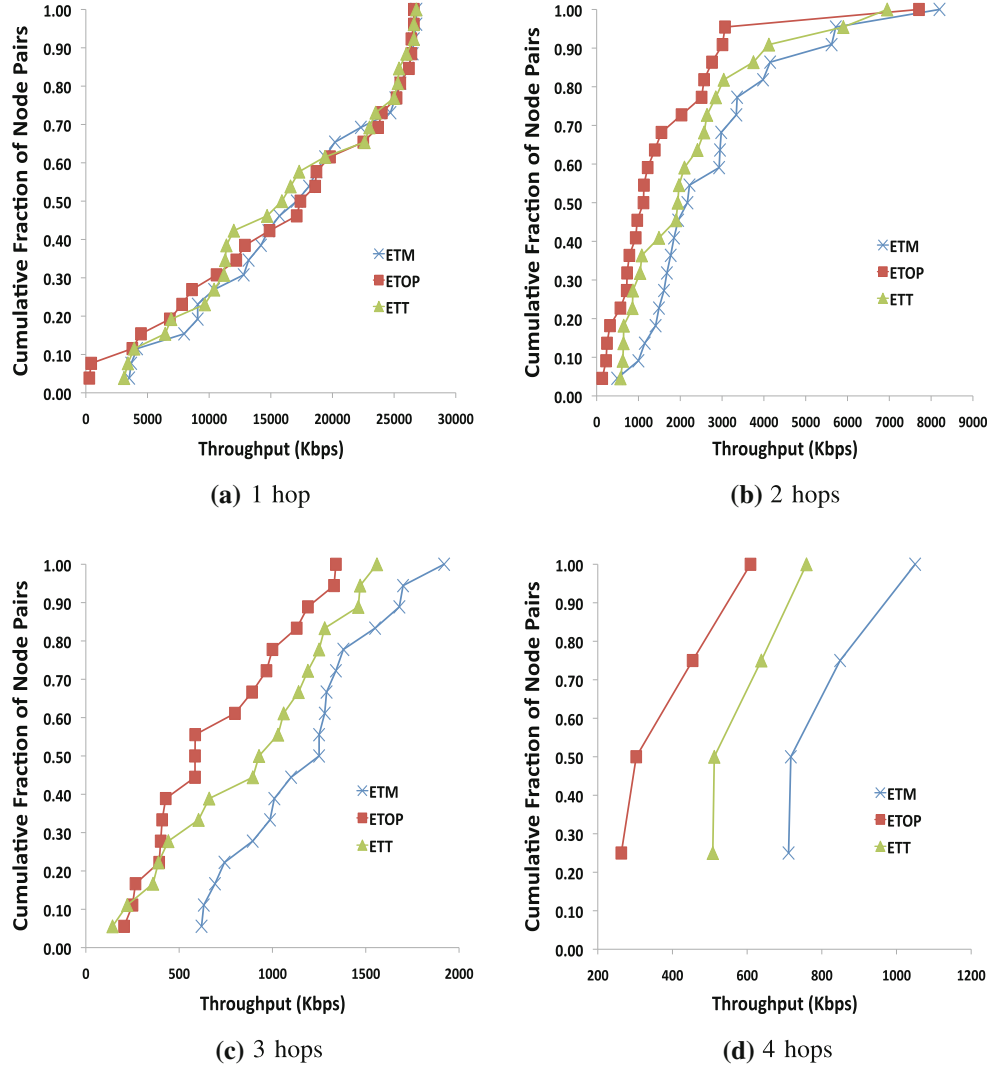 Cumulative Fraction of Node Pairs
1.00
0.90
0.80
0.70
0.60
0.50
0.40
0.30
0.20
0.10
0.00
ETM
ETOP
ETT
0 5000 10000 15000 20000 25000 30000
Throughput (Kbps)
(a) 1 hop
Cumulative Fraction of Node Pairs
1.00
0.90
0.80
0.70
0.60
0.50
0.40
0.30
0.20
0.10
0.00
ETM
ETOP
ETT
0 1000 2000 3000 4000 5000 6000 7000 8000 9000
Throughput (Kbps)
(b) 2 hops
Cumulative Fraction of Node Pairs
1.00
0.90
0.80
0.70
0.60
0.50
0.40
0.30
0.20
0.10
0.00
ETM
ETOP
ETT
0 500 1000 1500 2000
Throughput (Kbps)
(c) 3 hops
Cumulative Fraction of Node Pairs
1.00
0.90
0.80
0.70
0.60
0.50
0.40
0.30
0.20
0.10
0.00
ETM
ETOP
ETT
200 400 600 800 1000 1200
Throughput (Kbps)
(d) 4 hops